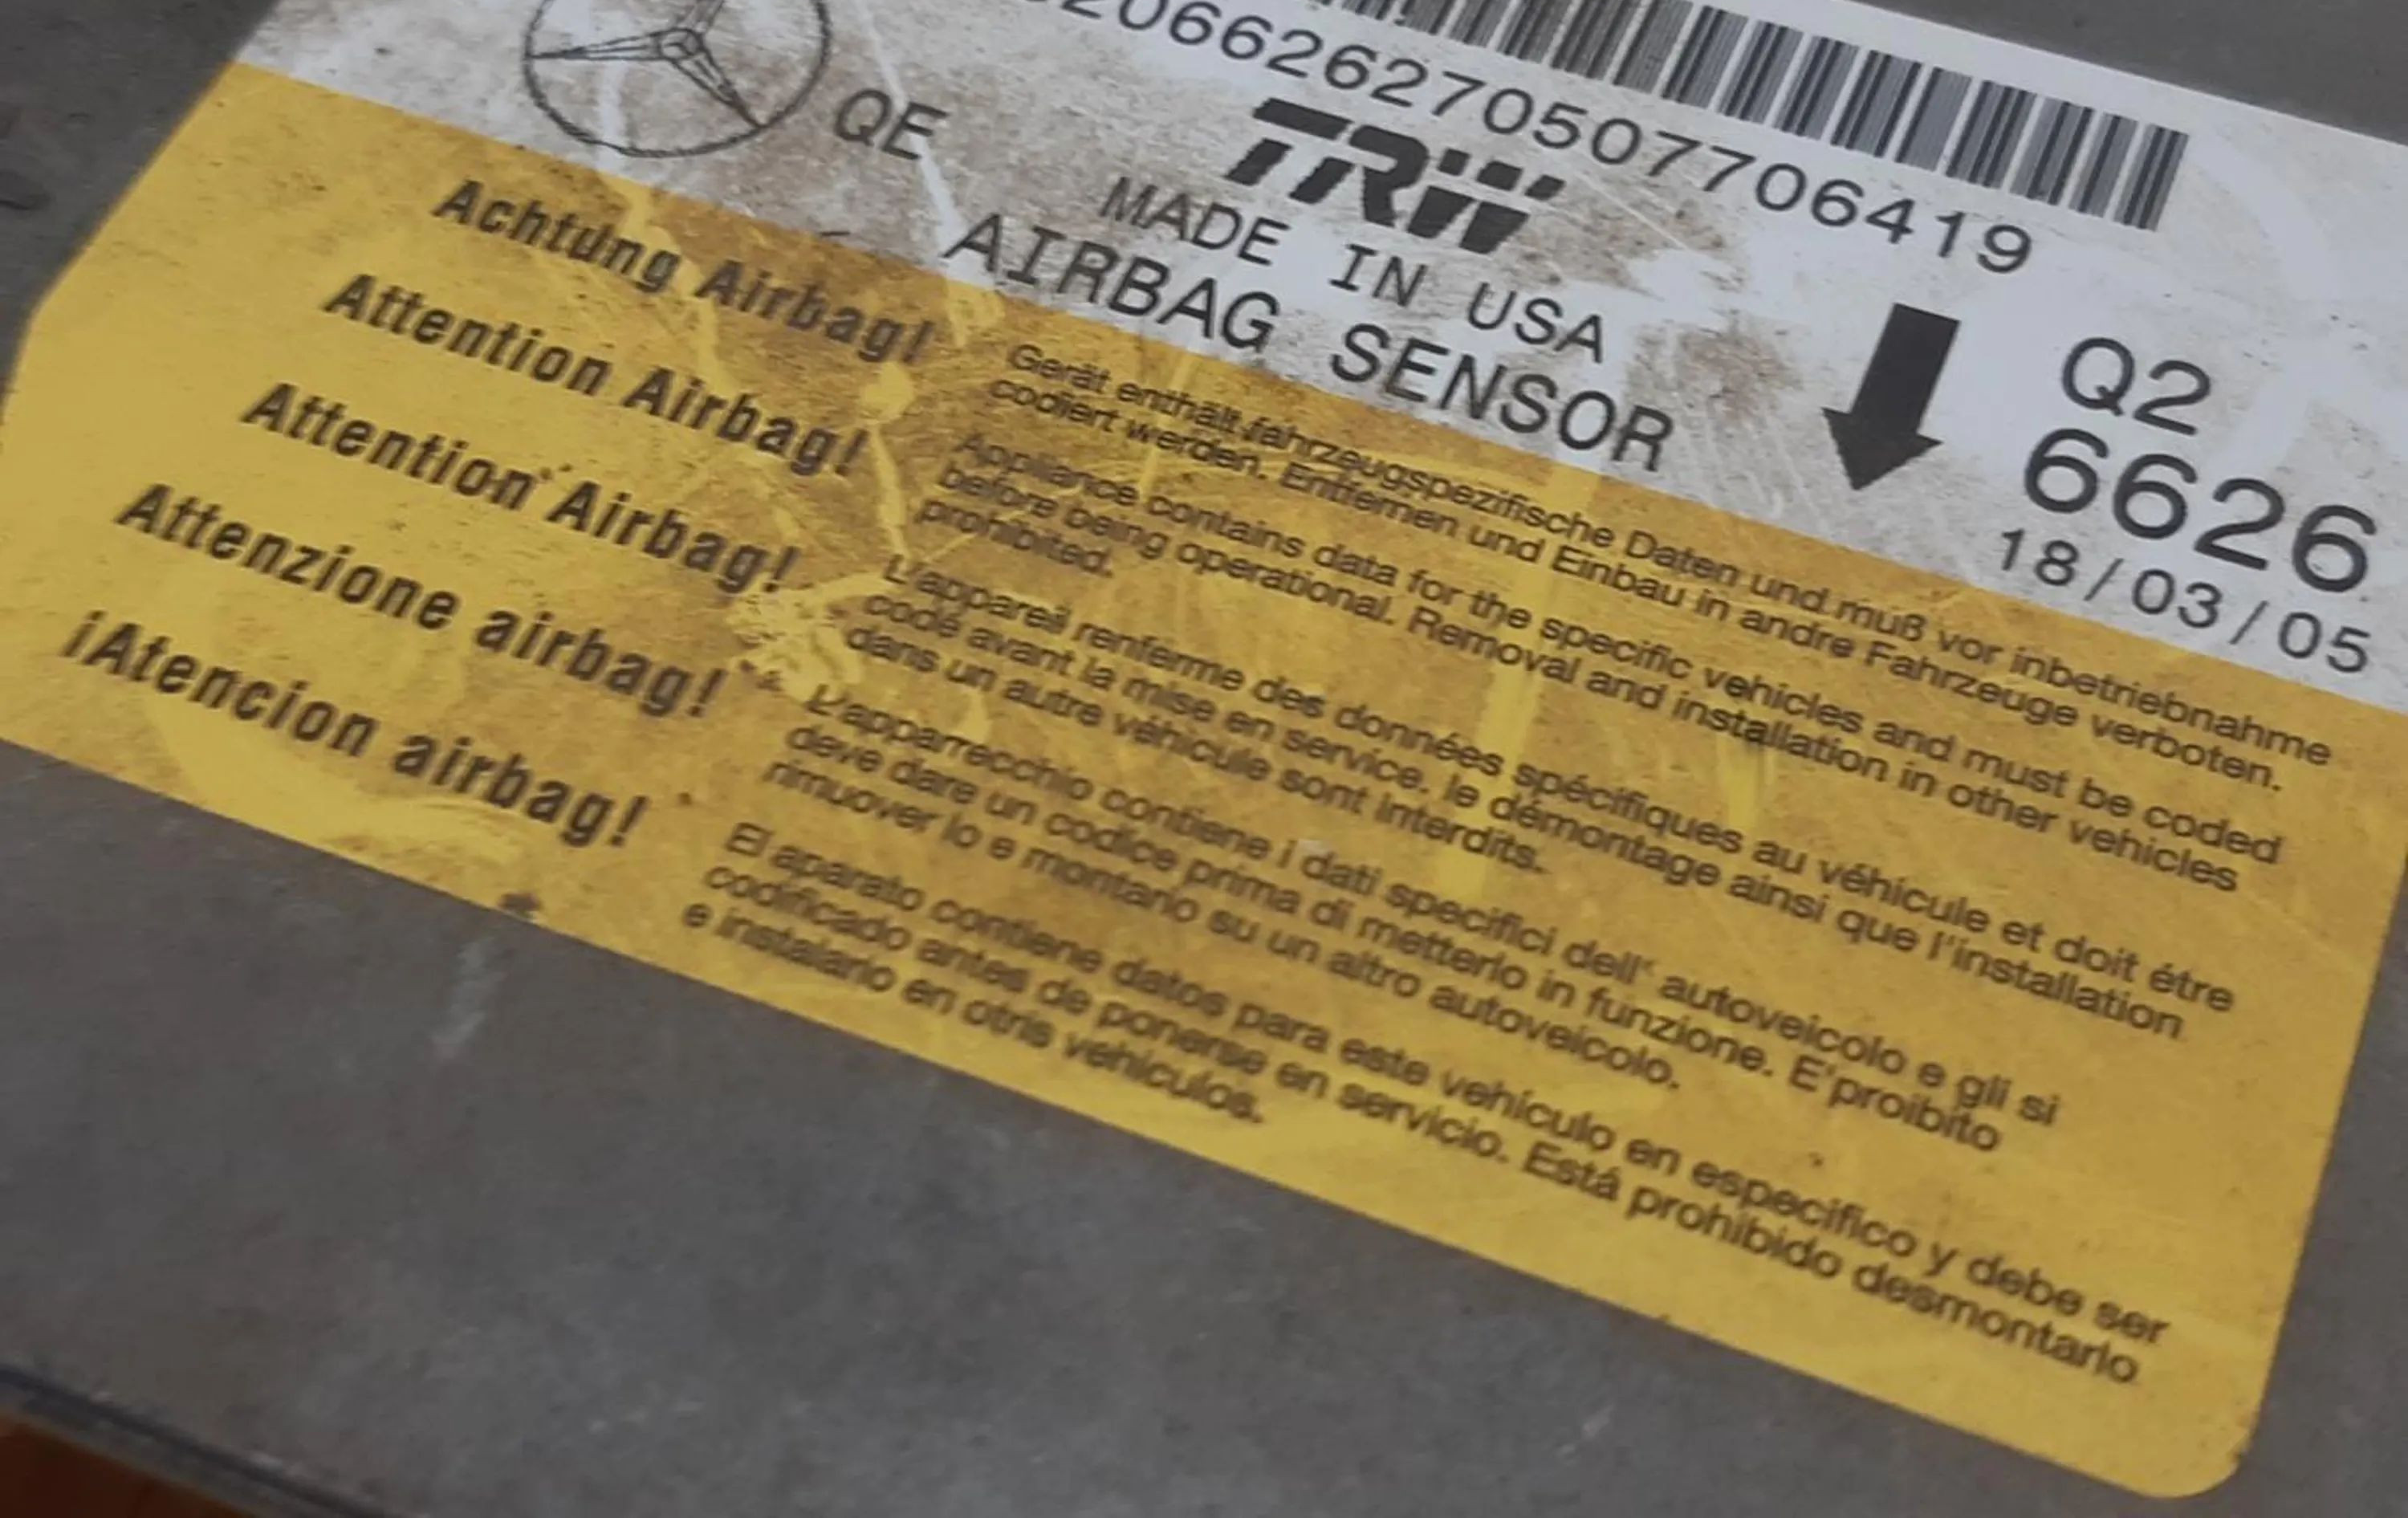 2066262705077 06419
QE
TRW
MADE IN USA
AIRBAG SENSOR
Q2
6626
18/03/05
Achtung Airbag!
Attention Airbag!
Attention Airbag!
Attenzione airbag!
¡Atencion airbag!
Gerät enthält fahrzeugspezifische Daten und muß vor inbetriebnahme
codiert werden. Entfernen und Einbau in andre Fahrzeuge verboten.
Appliance contains data for the specific vehicles and must be coded
before being operational. Removal and installation in other vehicles
prohibited.
L'appareil renferme des données spécifiques au véhicule et doit étre
codé avant la mise en service. le démontage ainsi que l'installation
dans un autre véhicule sont interdits.
L'apparrecchio contiene i dati specifici dell' autoveicolo e gli si
deve dare un codice prima di metterlo in funzione. E'proibito
rimuover lo e montarlo su un altro autoveicolo.
El aparato contiene datos para este vehículo en especifico y debe ser
codificado antes de ponerse en servicio. Está prohibido desmontarlo
e instalarlo en otris vehículos.